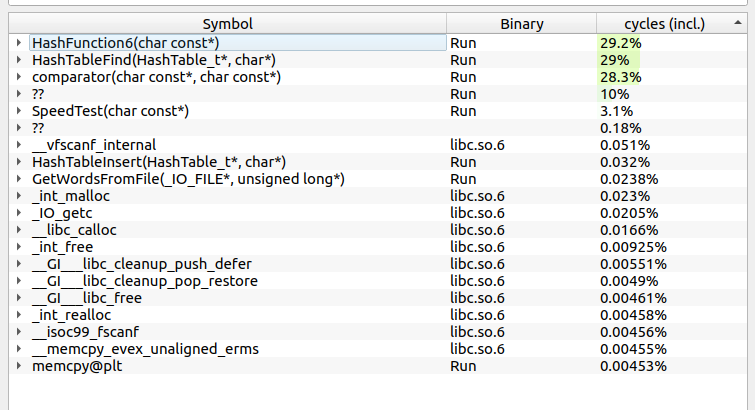 Symbol Binary cycles (incl.)
HashFunction6(char const*) Run 29.2%
HashTableFind(HashTable_t*, char*) Run 29%
comparator(char const*, char const*) Run 28.3%
?? Run 10%
SpeedTest(char const*) Run 3.1%
?? 0.18%
__vfscanf_internal libc.so.6 0.051%
HashTableInsert(HashTable_t*, char*) Run 0.032%
GetWordsFromFile(_IO_FILE*, unsigned long*) Run 0.0238%
_int_malloc libc.so.6 0.023%
_IO_getc libc.so.6 0.0205%
__libc_calloc libc.so.6 0.0166%
_int_free libc.so.6 0.00925%
__GI___libc_cleanup_push_defer libc.so.6 0.00551%
__GI___libc_cleanup_pop_restore libc.so.6 0.0049%
__GI___libc_free libc.so.6 0.00461%
_int_realloc libc.so.6 0.00458%
__isoc99_fscanf libc.so.6 0.00456%
__memcpy_evex_unaligned_erms libc.so.6 0.00455%
memcpy@plt Run 0.00453%